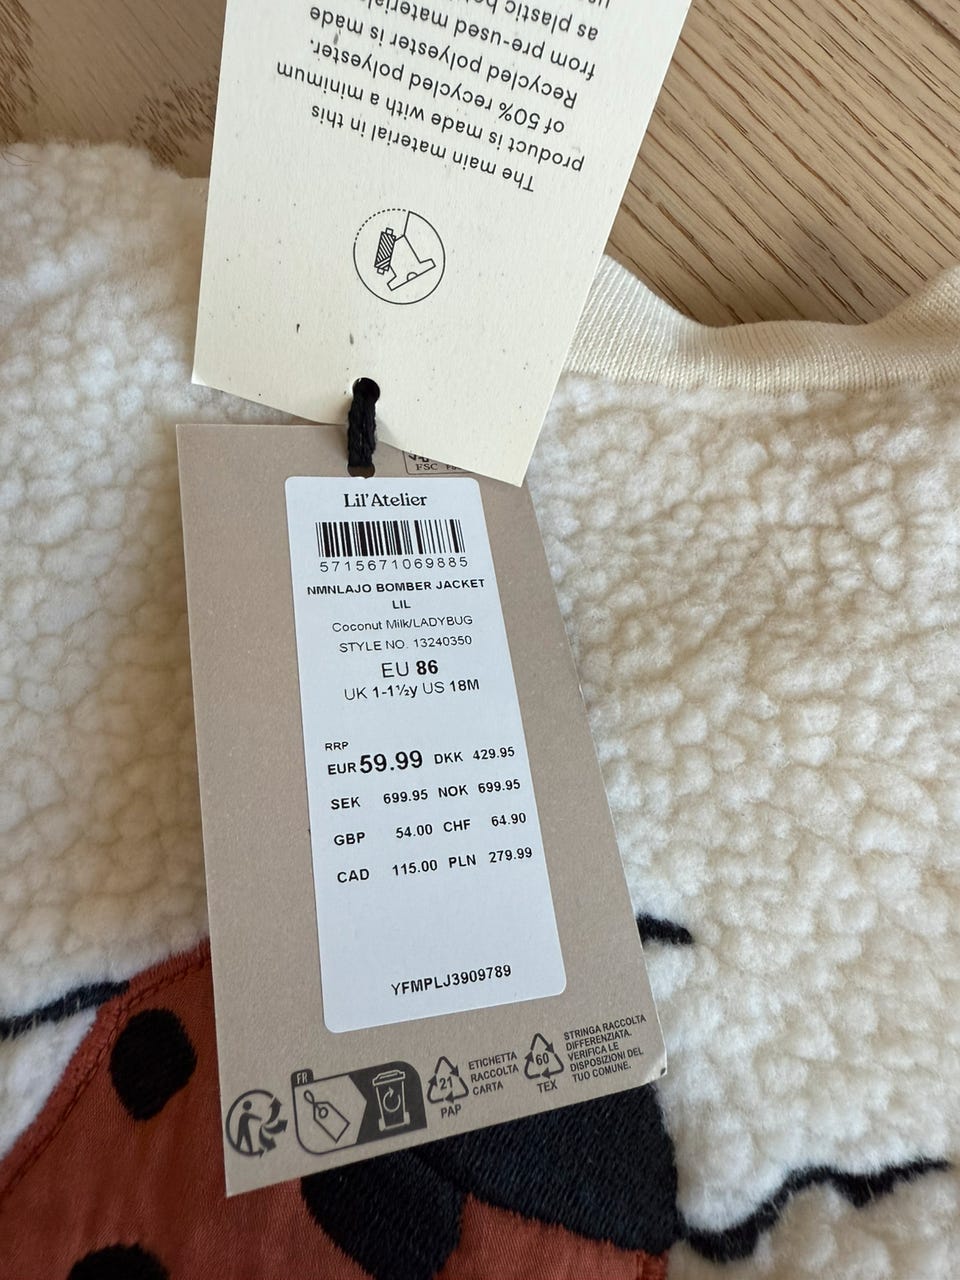 The main material in this
product is made with a minimum
of 50% recycled polyester.
Recycled polyester is made
from pre-used material
as plastic
FSC
Lil'Atelier
5715671069885
NMNLAJO BOMBER JACKET
LIL
Coconut Milk/LADYBUG
STYLE NO. 13240350
EU 86
UK 1-1½y US 18M
RRP
EUR 59.99 DKK 429.95
SEK 699.95 NOK 699.95
GBP 54.00 CHF 64.90
CAD 115.00 PLN 279.99
YFMPLJ3909789
FR
21
PAP
ETICHETTA
RACCOLTA
CARTA
60
TEX
STRINGA RACCOLTA
DIFFERENZIATA.
VERIFICA LE
DISPOSIZIONI DEL
TUO COMUNE.